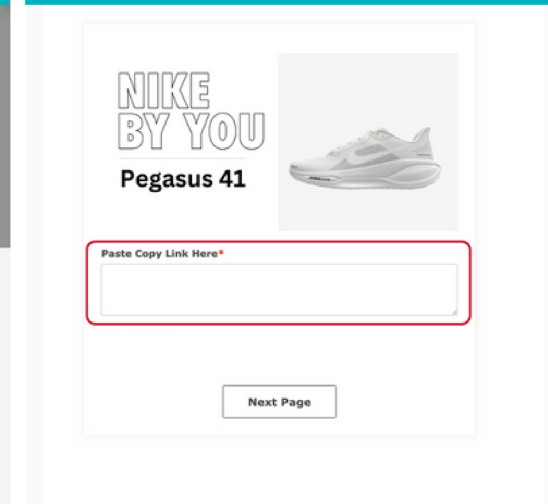 NIKE
BY YOU
Pegasus 41
Paste Copy Link Here*
Next Page